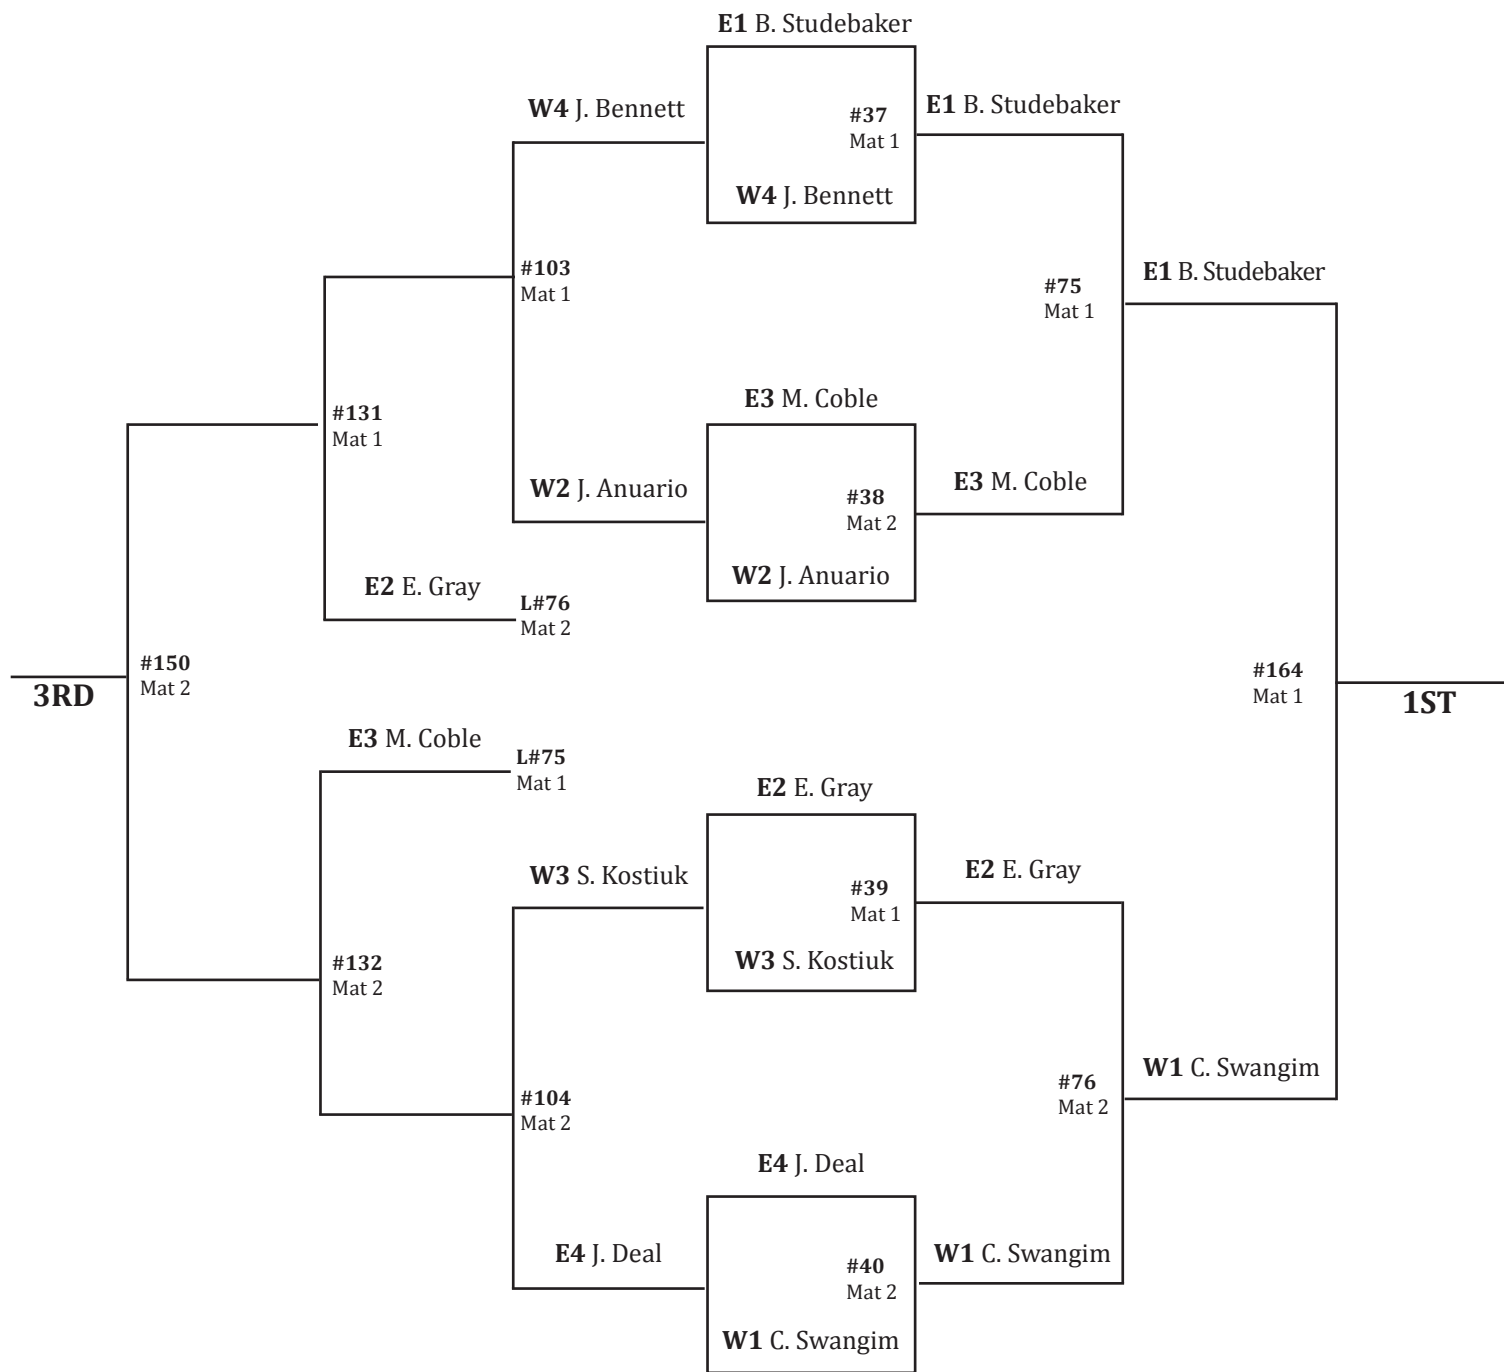 E1 B. Studebaker
W4 J. Bennett
#37
Mat 1
E1 B. Studebaker
W4 J. Bennett
#103
Mat 1
#75
Mat 1
E1 B. Studebaker
E3 M. Coble
#131
Mat 1
W2 J. Anuario
#38
Mat 2
E3 M. Coble
W2 J. Anuario
E2 E. Gray
L#76
Mat 2
#150
Mat 2
3RD
#164
Mat 1
1ST
E3 M. Coble
L#75
Mat 1
E2 E. Gray
W3 S. Kostiuk
#39
Mat 1
E2 E. Gray
W3 S. Kostiuk
#132
Mat 2
#104
Mat 2
#76
Mat 2
W1 C. Swangim
E4 J. Deal
E4 J. Deal
#40
Mat 2
W1 C. Swangim
W1 C. Swangim